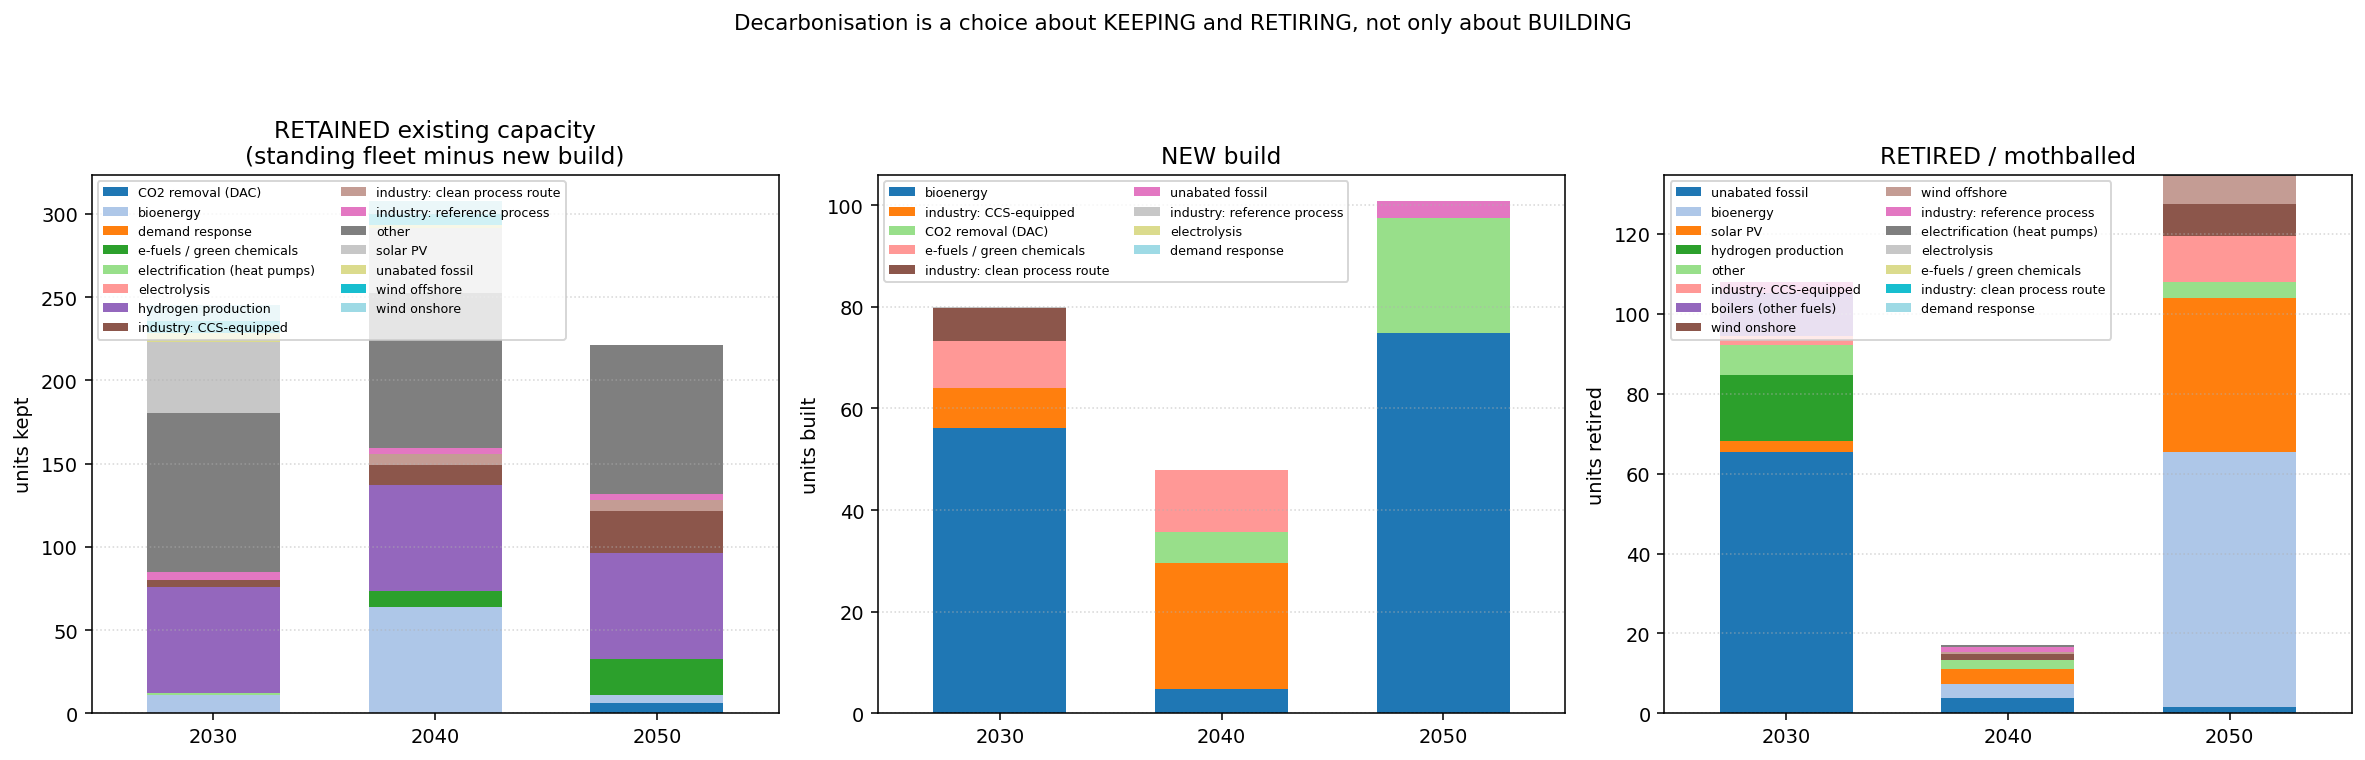 Decarbonisation is a choice about KEEPING and RETIRING, not only about BUILDING
RETAINED existing capacity
(standing fleet minus new build)
units kept
300
250
200
150
100
50
0
CO2 removal (DAC)
bioenergy
demand response
e-fuels / green chemicals
electrification (heat pumps)
electrolysis
hydrogen production
industry: CCS-equipped
industry: clean process route
industry: reference process
other
solar PV
unabated fossil
wind offshore
wind onshore
2030
2040
2050
NEW build
units built
100
80
60
40
20
0
bioenergy
industry: CCS-equipped
CO2 removal (DAC)
e-fuels / green chemicals
industry: clean process route
unabated fossil
industry: reference process
electrolysis
demand response
2030
2040
2050
RETIRED / mothballed
units retired
120
100
80
60
40
20
0
unabated fossil
bioenergy
solar PV
hydrogen production
other
industry: CCS-equipped
boilers (other fuels)
wind onshore
wind offshore
industry: reference process
electrification (heat pumps)
electrolysis
e-fuels / green chemicals
industry: clean process route
demand response
2030
2040
2050